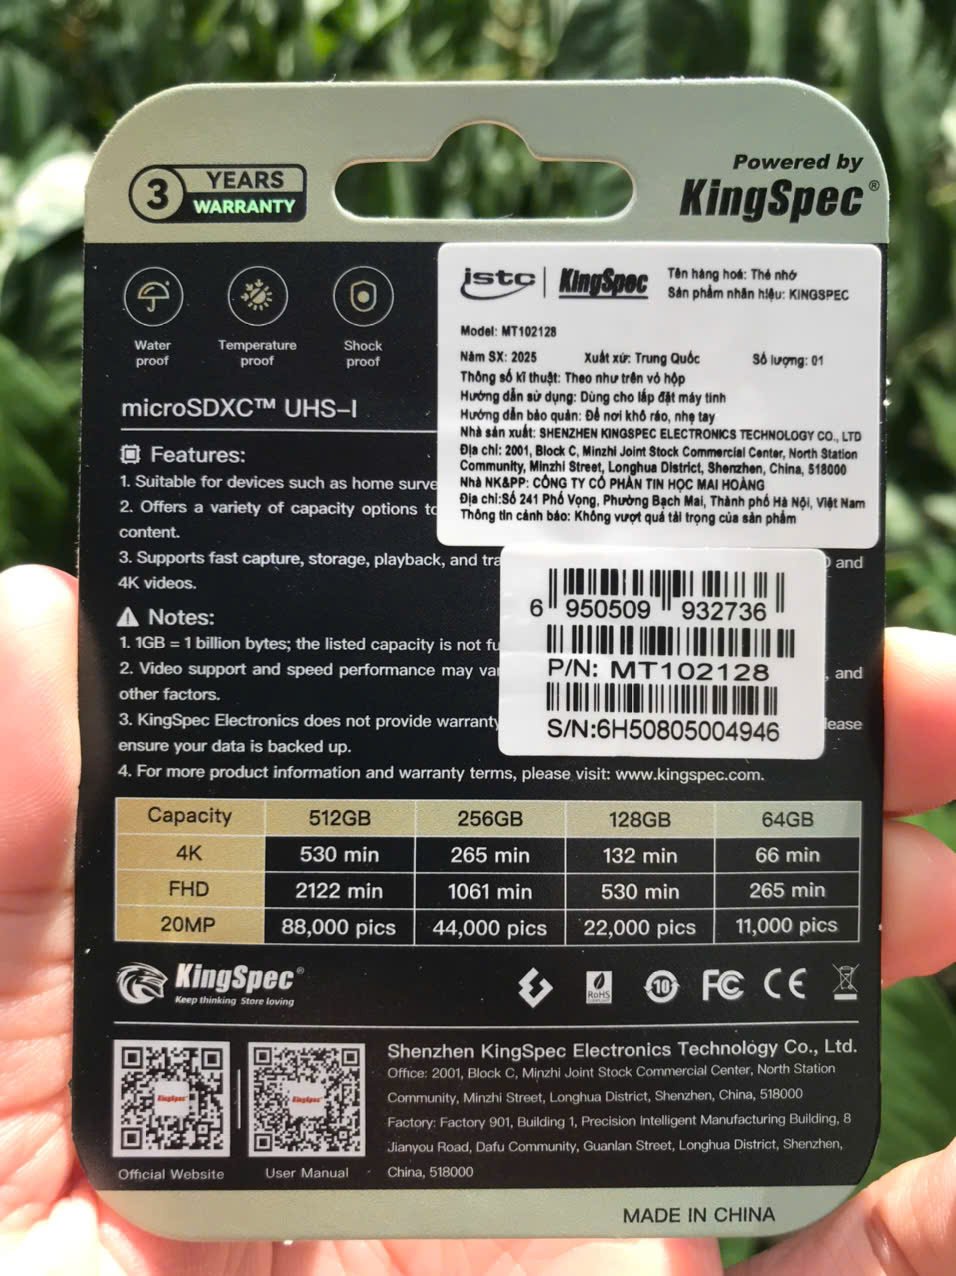 3 YEARS
WARRANTY
Powered by
KingSpec®
Water
proof
Temperature
proof
Shock
proof
jstc | KingSpec
Tên hàng hoá: Thẻ nhớ
Sản phẩm nhãn hiệu: KINGSPEC
Model: MT102128
Năm SX: 2025 Xuất xứ: Trung Quốc Số lượng: 01
Thông số kĩ thuật: Theo như trên vỏ hộp
Hướng dẫn sử dụng: Dùng cho lắp đặt máy tính
Hướng dẫn bảo quản: Để nơi khô ráo, nhẹ tay
Nhà sản xuất: SHENZHEN KINGSPEC ELECTRONICS TECHNOLOGY CO., LTD
Địa chỉ: 2001, Block C, Minzhi Joint Stock Commercial Center, North Station
Community, Minzhi Street, Longhua District, Shenzhen, China, 518000
Nhà NK&PP: CÔNG TY CỔ PHẦN TIN HỌC MAI HOÀNG
Địa chỉ:Số 241 Phố Vọng, Phường Bạch Mai, Thành phố Hà Nội, Việt Nam
Thông tin cảnh báo: Không vượt quá tải trọng của sản phẩm
microSDXC™ UHS-I
Features:
1. Suitable for devices such as home surve
2. Offers a variety of capacity options to
content.
3. Supports fast capture, storage, playback, and tra
and
4K videos.
6 950509 932736
P/N: MT102128
S/N:6H50805004946
Notes:
1. 1GB = 1 billion bytes; the listed capacity is not fu
2. Video support and speed performance may va
, and
other factors.
3. KingSpec Electronics does not provide warranty
lease
ensure your data is backed up.
4. For more product information and warranty terms, please visit: www.kingspec.com.
Capacity 512GB 256GB 128GB 64GB
4K 530 min 265 min 132 min 66 min
FHD 2122 min 1061 min 530 min 265 min
20MP 88,000 pics 44,000 pics 22,000 pics 11,000 pics
KingSpec®
Keep thinking Store loving
RoHS
10
FC CE
KingSpec
KingSpec
Official Website
User Manual
Shenzhen KingSpec Electronics Technology Co., Ltd.
Office: 2001, Block C, Minzhi Joint Stock Commercial Center, North Station
Community, Minzhi Street, Longhua District, Shenzhen, China, 518000
Factory: Factory 901, Building 1, Precision Intelligent Manufacturing Building, 8
Jianyou Road, Dafu Community, Guanlan Street, Longhua District, Shenzhen,
China, 518000
MADE IN CHINA